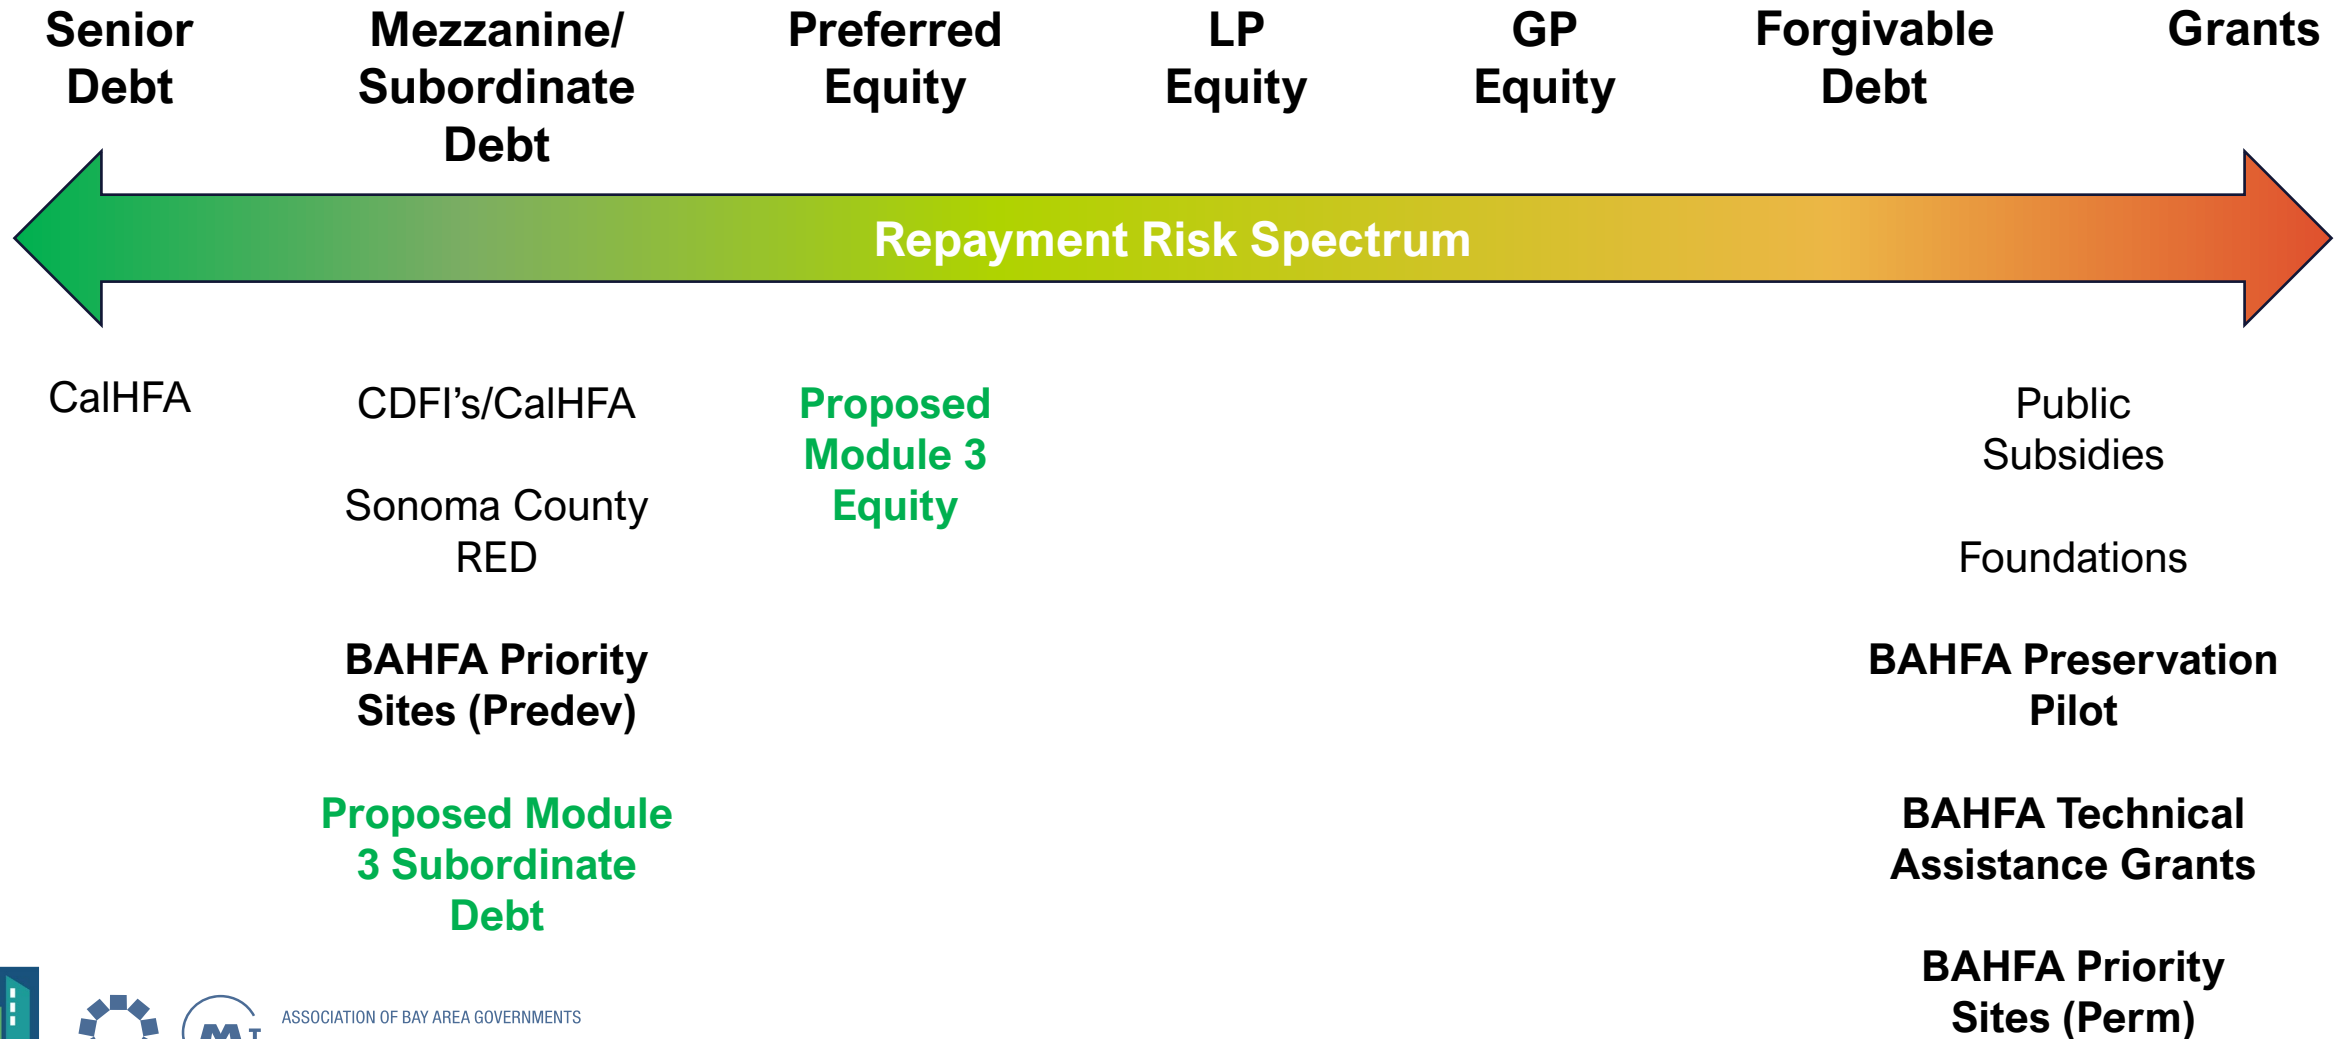 Senior
Debt
Mezzanine/
Subordinate
Debt
Preferred
Equity
LP
Equity
GP
Equity
Forgivable
Debt
Grants
Repayment Risk Spectrum
CalHFA
CDFI's/CalHFA
Sonoma County
RED
BAHFA Priority
Sites (Predev)
Proposed Module
3 Subordinate
Debt
Proposed
Module 3
Equity
Public
Subsidies
Foundations
BAHFA Preservation
Pilot
BAHFA Technical
Assistance Grants
BAHFA Priority
Sites (Perm)
M T
ASSOCIATION OF BAY AREA GOVERNMENTS